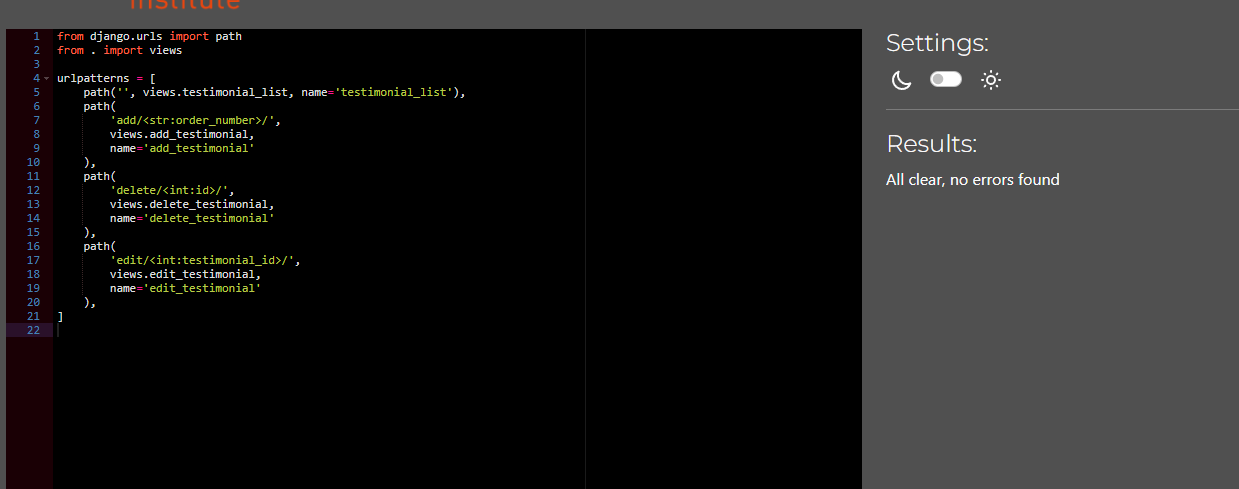 institute
1 from django.urls import path
2 from . import views
3
4 urlpatterns = [
5     path('', views.testimonial_list, name='testimonial_list'),
6     path(
7         'add/<str:order_number>/',
8         views.add_testimonial,
9         name='add_testimonial'
10     ),
11     path(
12         'delete/<int:id>/',
13         views.delete_testimonial,
14         name='delete_testimonial'
15     ),
16     path(
17         'edit/<int:testimonial_id>/',
18         views.edit_testimonial,
19         name='edit_testimonial'
20     ),
21 ]
22
Settings:
Results:
All clear, no errors found